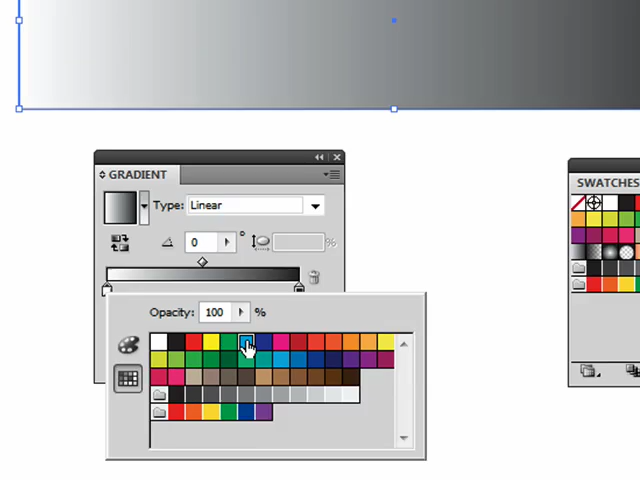 GRADIENT
SWATCHES
Type: Linear
0 °
%
Opacity: 100 %